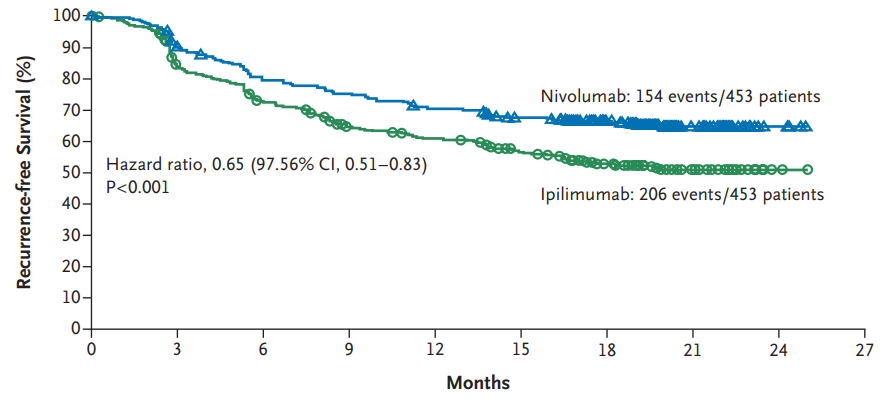 Recurrence-free Survival (%)
100
90
80
70
60
50
40
30
20
10
0
Nivolumab: 154 events/453 patients
Hazard ratio, 0.65 (97.56% CI, 0.51–0.83)
P<0.001
Ipilimumab: 206 events/453 patients
0 3 6 9 12 15 18 21 24 27
Months